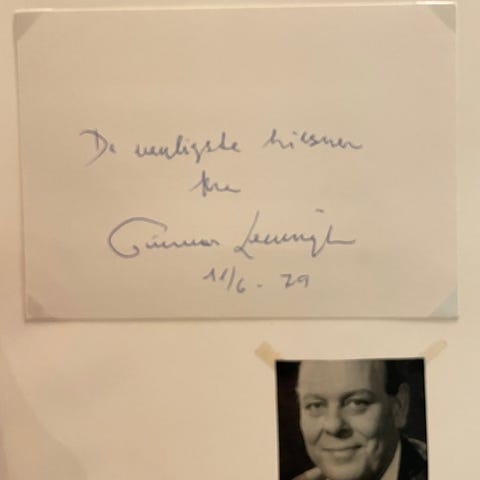 De venligste hilsner
fra
Gunnar Lemvigh
11/6 - 79